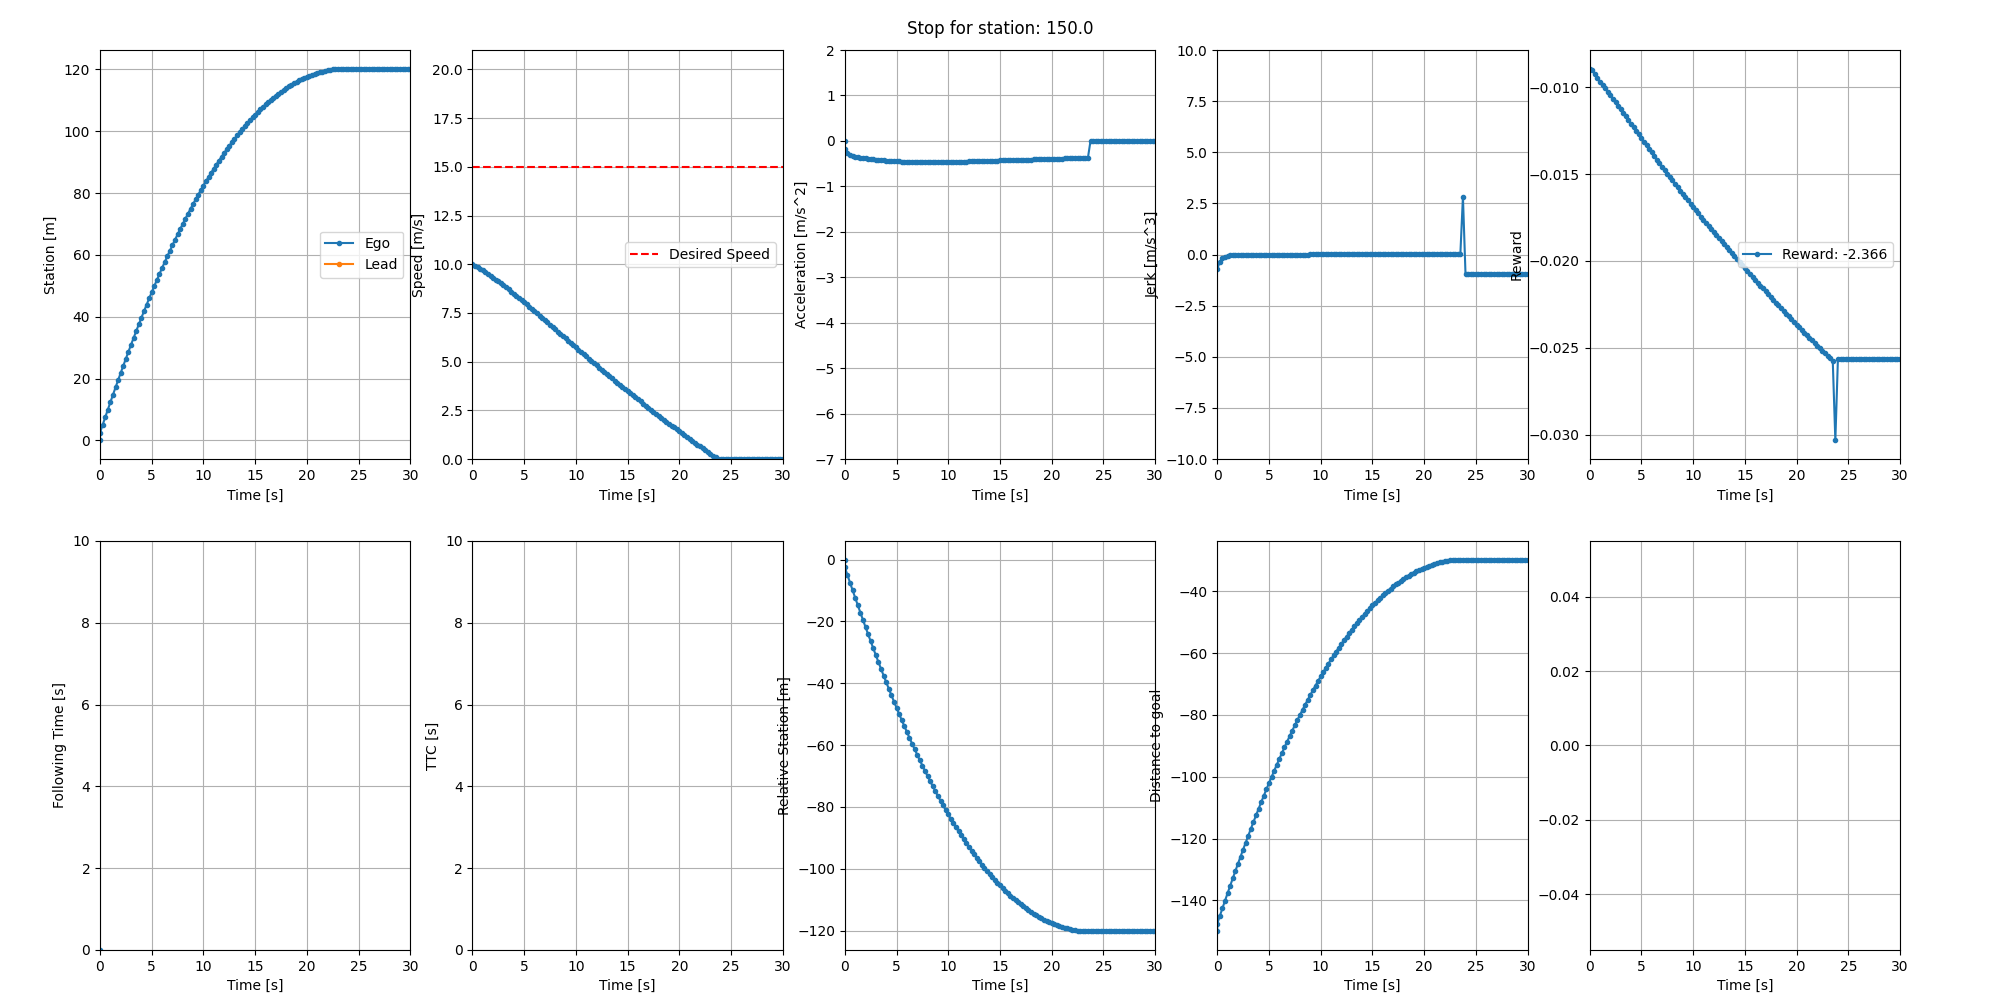 Stop for station: 150.0
Station [m]
120
100
80
60
40
20
0
Ego
Lead
0 5 10 15 20 25 30
Time [s]
Speed [m/s]
20.0
17.5
15.0
12.5
10.0
7.5
5.0
2.5
0.0
Desired Speed
0 5 10 15 20 25 30
Time [s]
Acceleration [m/s^2]
2
1
0
−1
−2
−3
−4
−5
−6
−7
0 5 10 15 20 25 30
Time [s]
Jerk [m/s^3]
10.0
7.5
5.0
2.5
0.0
−2.5
−5.0
−7.5
−10.0
0 5 10 15 20 25 30
Time [s]
Reward
−0.010
−0.015
−0.020
−0.025
−0.030
Reward: -2.366
0 5 10 15 20 25 30
Time [s]
Following Time [s]
10
8
6
4
2
0
0 5 10 15 20 25 30
Time [s]
TTC [s]
10
8
6
4
2
0
0 5 10 15 20 25 30
Time [s]
Relative Station [m]
0
−20
−40
−60
−80
−100
−120
0 5 10 15 20 25 30
Time [s]
Distance to goal
−40
−60
−80
−100
−120
−140
0 5 10 15 20 25 30
Time [s]
0.04
0.02
0.00
−0.02
−0.04
0 5 10 15 20 25 30
Time [s]